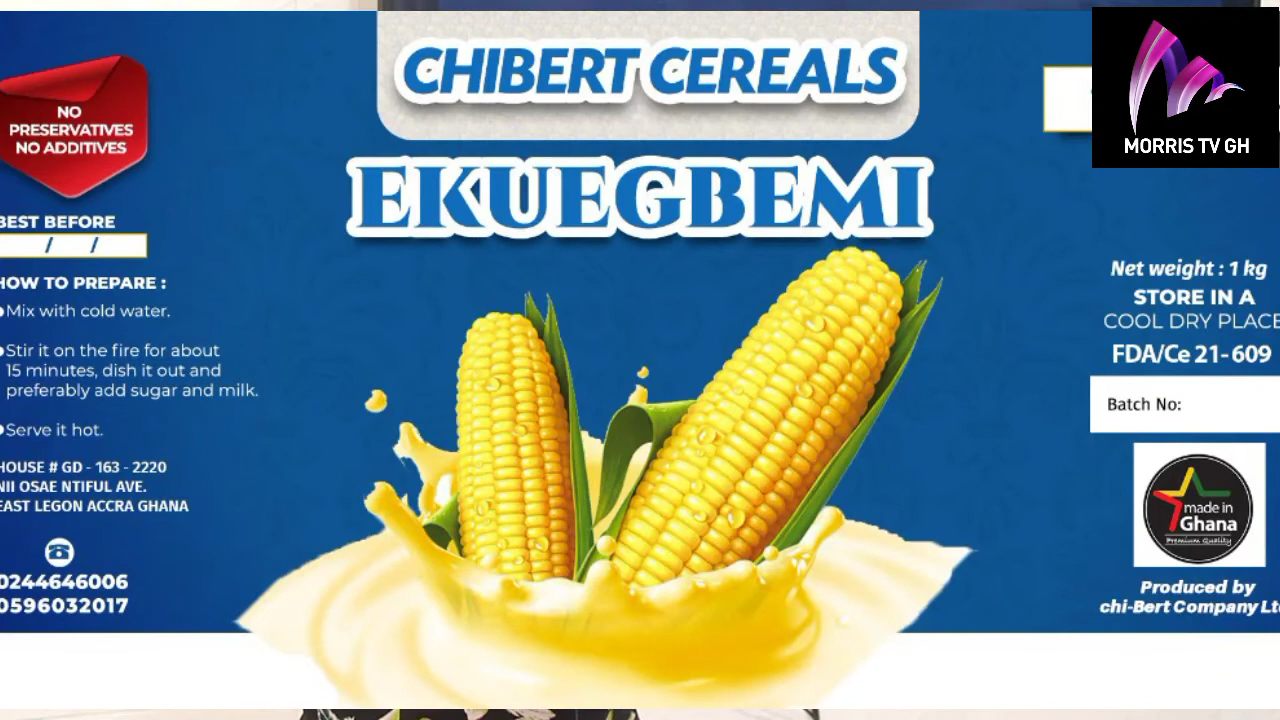 CHIBERT CEREALS
EKUEGBEMI
NO
PRESERVATIVES
NO ADDITIVES
BEST BEFORE
/ /
HOW TO PREPARE :
Mix with cold water.
Stir it on the fire for about
15 minutes, dish it out and
preferably add sugar and milk.
Serve it hot.
HOUSE # GD - 163 - 2220
NII OSAE NTIFUL AVE.
EAST LEGON ACCRA GHANA
0244646006
0596032017
MORRIS TV GH
Net weight : 1 kg
STORE IN A
COOL DRY PLACE
FDA/Ce 21-609
Batch No:
made in
Ghana
Premium Quality
Produced by
chi-Bert Company Ltd